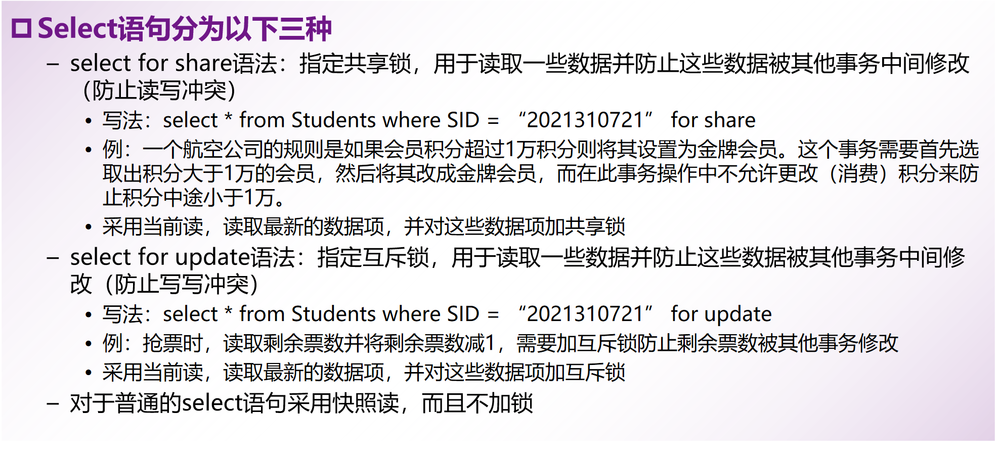 Select语句分为以下三种
– select for share语法：指定共享锁，用于读取一些数据并防止这些数据被其他事务中间修改
（防止读写冲突）
• 写法：select * from Students where SID = “2021310721” for share
• 例：一个航空公司的规则是如果会员积分超过1万积分则将其设置为金牌会员。这个事务需要首先选
取出积分大于1万的会员，然后将其改成金牌会员，而在此事务操作中不允许更改（消费）积分来防
止积分中途小于1万。
• 采用当前读，读取最新的数据项，并对这些数据项加共享锁
– select for update语法：指定互斥锁，用于读取一些数据并防止这些数据被其他事务中间修
改（防止写写冲突）
• 写法：select * from Students where SID = “2021310721” for update
• 例：抢票时，读取剩余票数并将剩余票数减1，需要加互斥锁防止剩余票数被其他事务修改
• 采用当前读，读取最新的数据项，并对这些数据项加互斥锁
– 对于普通的select语句采用快照读，而且不加锁